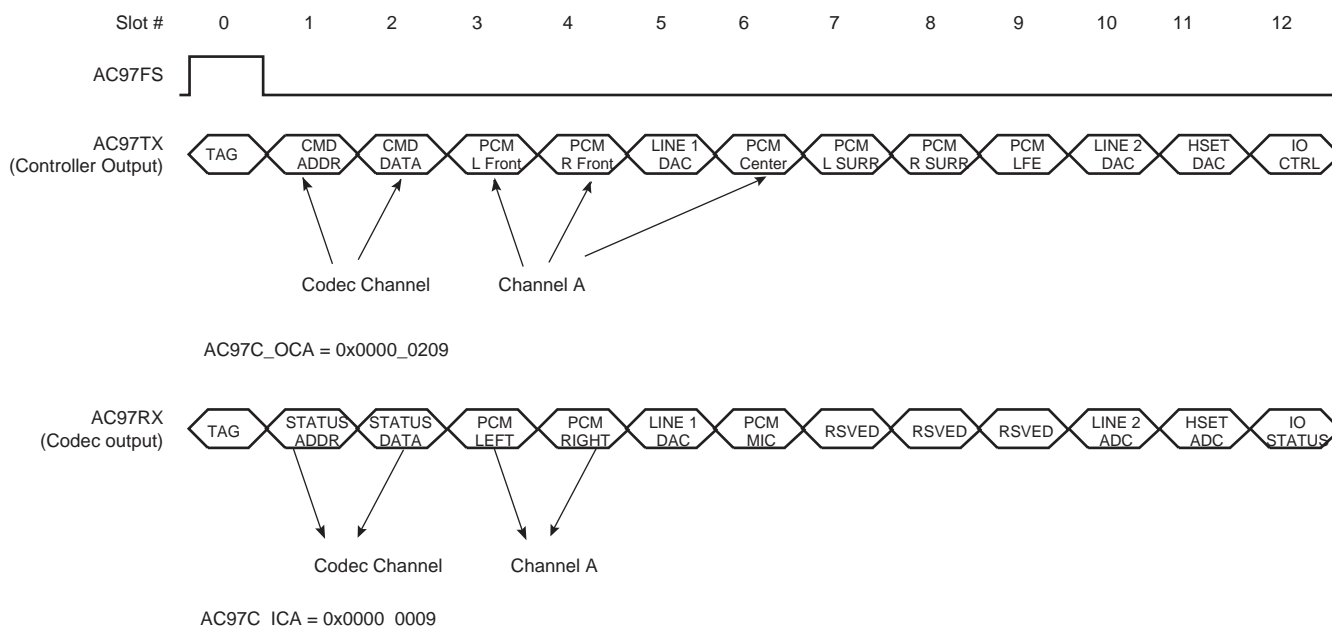 Slot # 0 1 2 3 4 5 6 7 8 9 10 11 12
AC97FS
AC97TX
(Controller Output)
TAG
CMD
ADDR
CMD
DATA
PCM
L Front
PCM
R Front
LINE 1
DAC
PCM
Center
PCM
L SURR
PCM
R SURR
PCM
LFE
LINE 2
DAC
HSET
DAC
IO
CTRL
Codec Channel
Channel A
AC97C_OCA = 0x0000_0209
AC97RX
(Codec output)
TAG
STATUS
ADDR
STATUS
DATA
PCM
LEFT
PCM
RIGHT
LINE 1
DAC
PCM
MIC
RSVED
RSVED
RSVED
LINE 2
ADC
HSET
ADC
IO
STATUS
Codec Channel
Channel A
AC97C_ICA = 0x0000_0009